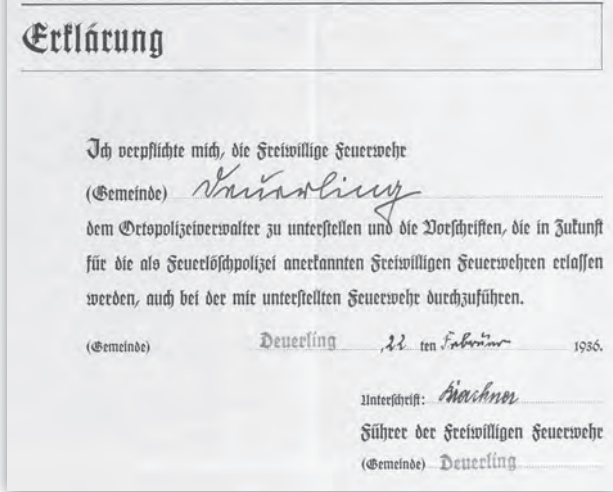 Erklärung
Ich verpflichte mich, die Freiwillige Feuerwehr
(Gemeinde) Deuerling
dem Ortspolizeiverwalter zu unterstellen und die Vorschriften, die in Zukunft
für die als Feuerlöschpolizei anerkannten Freiwilligen Feuerwehren erlassen
werden, auch bei der mir unterstellten Feuerwehr durchzuführen.
(Gemeinde) Deuerling, 22 ten Februar 1936.
Unterschrift: Kirchner
Führer der Freiwilligen Feuerwehr
(Gemeinde) Deuerling